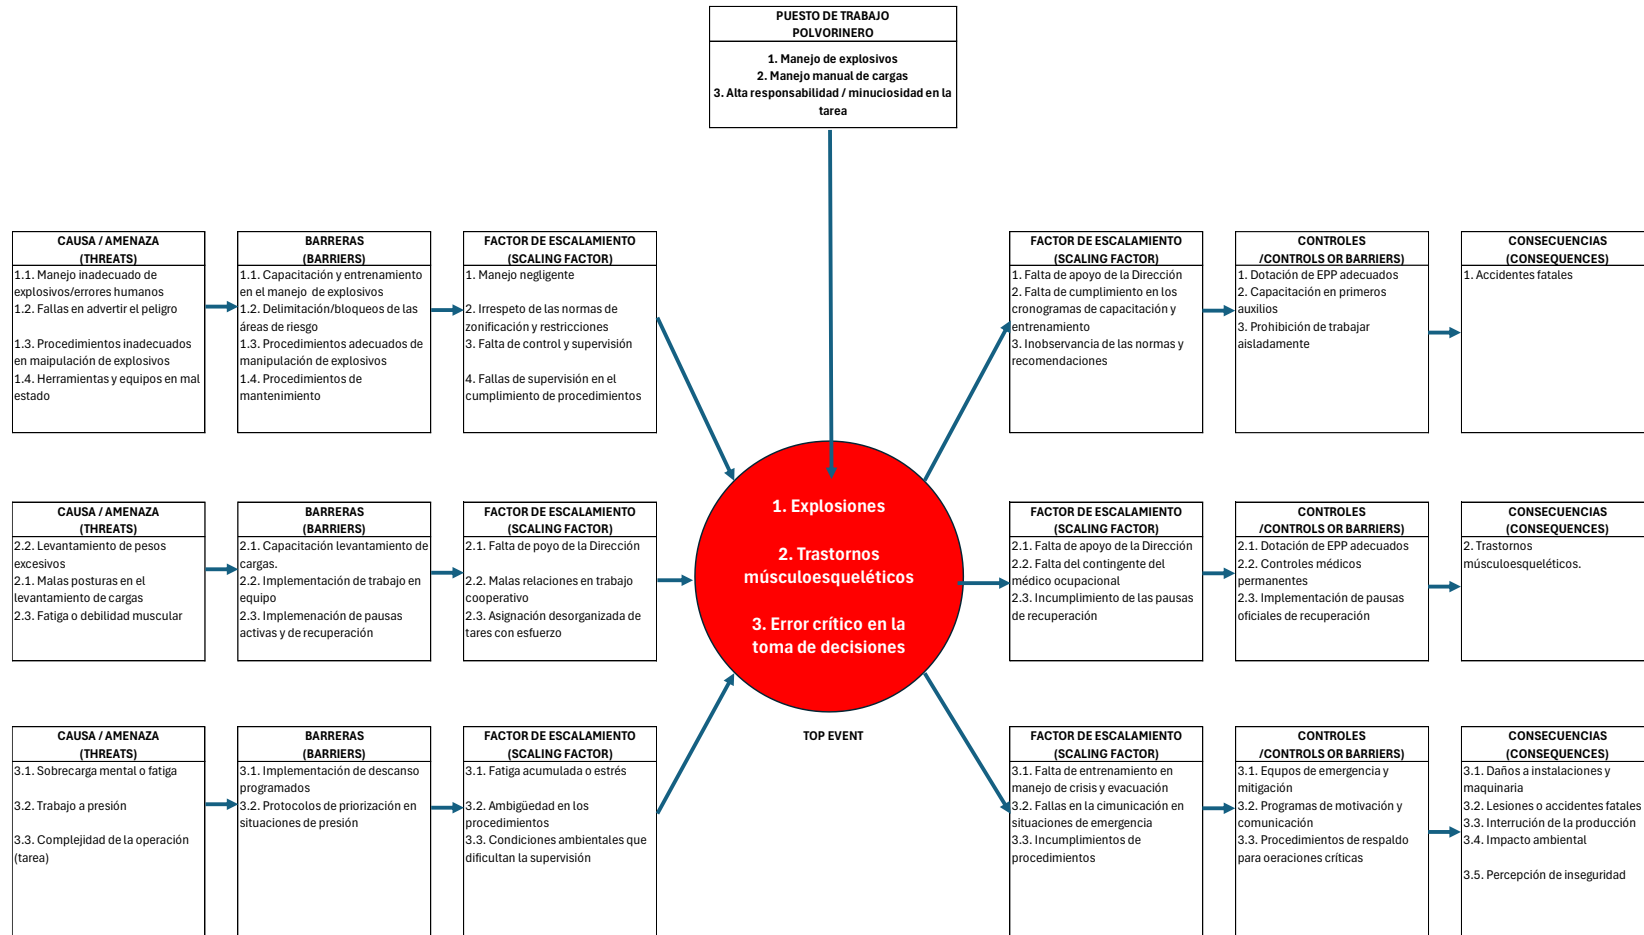 PUESTO DE TRABAJO
POLVORINERO
1. Manejo de explosivos
2. Manejo manual de cargas
3. Alta responsabilidad / minuciosidad en la
tarea
CAUSA / AMENAZA
(THREATS)
1.1. Manejo inadecuado de
explosivos/errores humanos
1.2. Fallas en advertir el peligro
1.3. Procedimientos inadecuados
en maipulación de explosivos
1.4. Herramientas y equipos en mal
estado
BARRERAS
(BARRIERS)
1.1. Capacitación y entrenamiento
en el manejo de explosivos
1.2. Delimitación/bloqueos de las
áreas de riesgo
1.3. Procedimientos adecuados de
manipulación de explosivos
1.4. Procedimientos de
mantenimiento
FACTOR DE ESCALAMIENTO
(SCALING FACTOR)
1. Manejo negligente
2. Irrespeto de las normas de
zonificación y restricciones
3. Falta de control y supervisión
4. Fallas de supervisión en el
cumplimiento de procedimientos
FACTOR DE ESCALAMIENTO
(SCALING FACTOR)
1. Falta de apoyo de la Dirección
2. Falta de cumplimiento en los
cronogramas de capacitación y
entrenamiento
3. Inobservancia de las normas y
recomendaciones
CONTROLES
/CONTROLS OR BARRIERS)
1. Dotación de EPP adecuados
2. Capacitación en primeros
auxilios
3. Prohibición de trabajar
aisladamente
CONSECUENCIAS
(CONSEQUENCES)
1. Accidentes fatales
CAUSA / AMENAZA
(THREATS)
2.2. Levantamiento de pesos
excesivos
2.1. Malas posturas en el
levantamiento de cargas
2.3. Fatiga o debilidad muscular
BARRERAS
(BARRIERS)
2.1. Capacitación levantamiento de
cargas.
2.2. Implementación de trabajo en
equipo
2.3. Implemenación de pausas
activas y de recuperación
FACTOR DE ESCALAMIENTO
(SCALING FACTOR)
2.1. Falta de poyo de la Dirección
2.2. Malas relaciones en trabajo
cooperativo
2.3. Asignación desorganizada de
tares con esfuerzo
1. Explosiones
2. Trastornos
músculoesqueléticos
3. Error crítico en la
toma de decisiones
TOP EVENT
FACTOR DE ESCALAMIENTO
(SCALING FACTOR)
2.1. Falta de apoyo de la Dirección
2.2. Falta del contingente del
médico ocupacional
2.3. Incumplimiento de las pausas
de recuperación
CONTROLES
/CONTROLS OR BARRIERS)
2.1. Dotación de EPP adecuados
2.2. Controles médicos
permanentes
2.3. Implementación de pausas
oficiales de recuperación
CONSECUENCIAS
(CONSEQUENCES)
2. Trastornos
músculoesqueléticos.
CAUSA / AMENAZA
(THREATS)
3.1. Sobrecarga mental o fatiga
3.2. Trabajo a presión
3.3. Complejidad de la operación
(tarea)
BARRERAS
(BARRIERS)
3.1. Implementación de descanso
programados
3.2. Protocolos de priorización en
situaciones de presión
FACTOR DE ESCALAMIENTO
(SCALING FACTOR)
3.1. Fatiga acumulada o estrés
3.2. Ambigüedad en los
procedimientos
3.3. Condiciones ambientales que
dificultan la supervisión
FACTOR DE ESCALAMIENTO
(SCALING FACTOR)
3.1. Falta de entrenamiento en
manejo de crisis y evacuación
3.2. Fallas en la cimunicación en
situaciones de emergencia
3.3. Incumplimientos de
procedimientos
CONTROLES
/CONTROLS OR BARRIERS)
3.1. Equpos de emergencia y
mitigación
3.2. Programas de motivación y
comunicación
3.3. Procedimientos de respaldo
para oeraciones críticas
CONSECUENCIAS
(CONSEQUENCES)
3.1. Daños a instalaciones y
maquinaria
3.2. Lesiones o accidentes fatales
3.3. Interrución de la producción
3.4. Impacto ambiental
3.5. Percepción de inseguridad